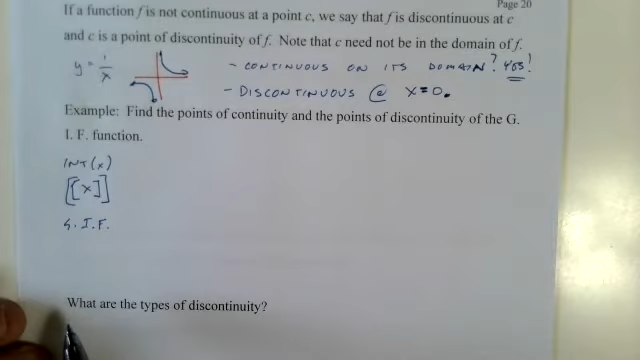 Page 20
If a function f is not continuous at a point c, we say that f is discontinuous at c
and c is a point of discontinuity of f. Note that c need not be in the domain of f.
y = 1/x
- CONTINUOUS ON ITS DOMAIN? YES!
- DISCONTINUOUS @ x=0.
Example: Find the points of continuity and the points of discontinuity of the G.
I. F. function.
INT(x)
[[x]]
G.I.F.
What are the types of discontinuity?